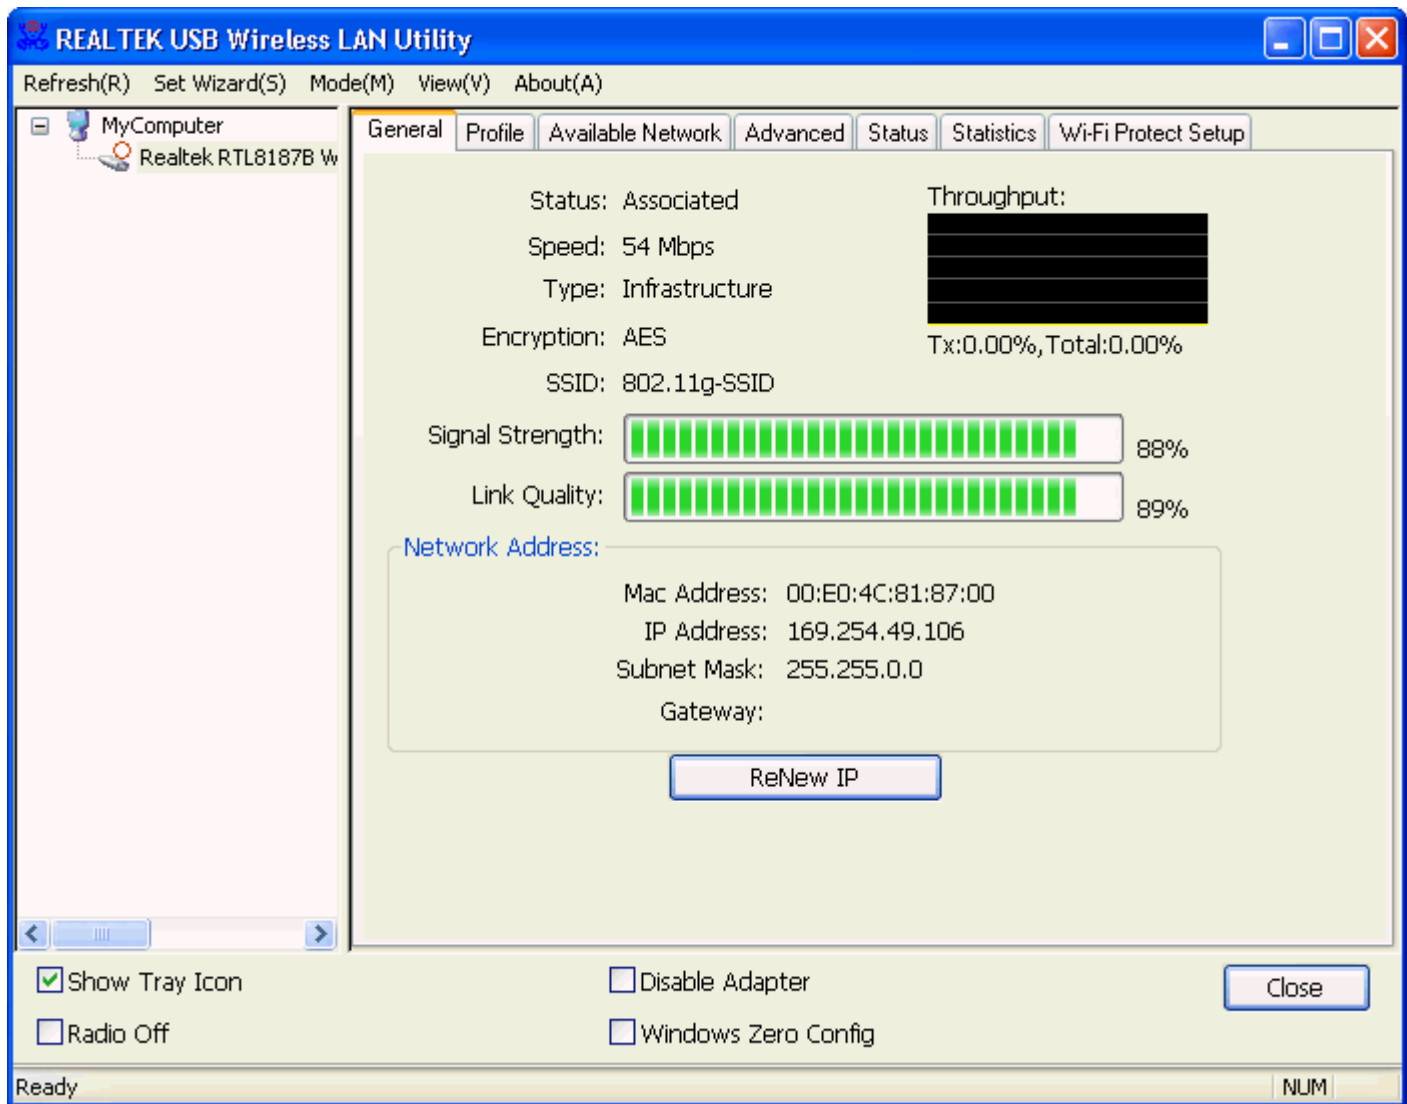 REALTEK USB Wireless LAN Utility
Refresh(R) Set Wizard(S) Mode(M) View(V) About(A)
MyComputer
Realtek RTL8187B W
General Profile Available Network Advanced Status Statistics Wi-Fi Protect Setup
Status: Associated
Speed: 54 Mbps
Type: Infrastructure
Encryption: AES
SSID: 802.11g-SSID
Throughput:
Tx:0.00%,Total:0.00%
Signal Strength: 88%
Link Quality: 89%
Network Address:
Mac Address: 00:E0:4C:81:87:00
IP Address: 169.254.49.106
Subnet Mask: 255.255.0.0
Gateway:
ReNew IP
Show Tray Icon
Radio Off
Disable Adapter
Windows Zero Config
Close
Ready
NUM